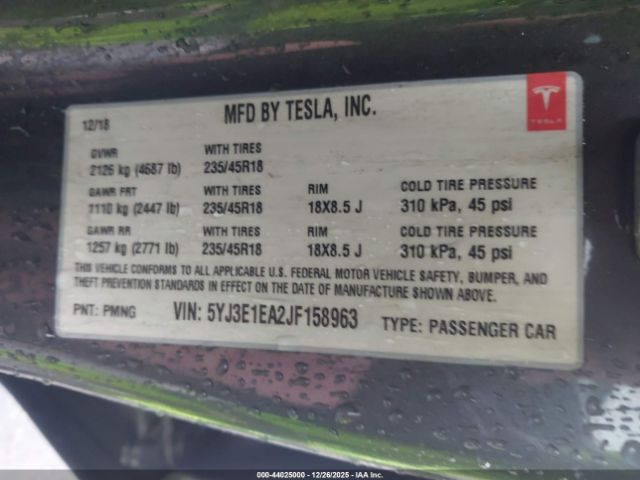 12/18
MFD BY TESLA, INC.
TESLA
GVWR WITH TIRES
2126 kg (4687 lb) 235/45R18
GAWR FRT WITH TIRES RIM COLD TIRE PRESSURE
1110 kg (2447 lb) 235/45R18 18X8.5 J 310 kPa, 45 psi
GAWR RR WITH TIRES RIM COLD TIRE PRESSURE
1257 kg (2771 lb) 235/45R18 18X8.5 J 310 kPa, 45 psi
THIS VEHICLE CONFORMS TO ALL APPLICABLE U.S. FEDERAL MOTOR VEHICLE SAFETY, BUMPER, AND
THEFT PREVENTION STANDARDS IN EFFECT ON THE DATE OF MANUFACTURE SHOWN ABOVE.
PNT: PMNG VIN: 5YJ3E1EA2JF158963 TYPE: PASSENGER CAR
000-44025000 - 12/26/2025 - IAA Inc.